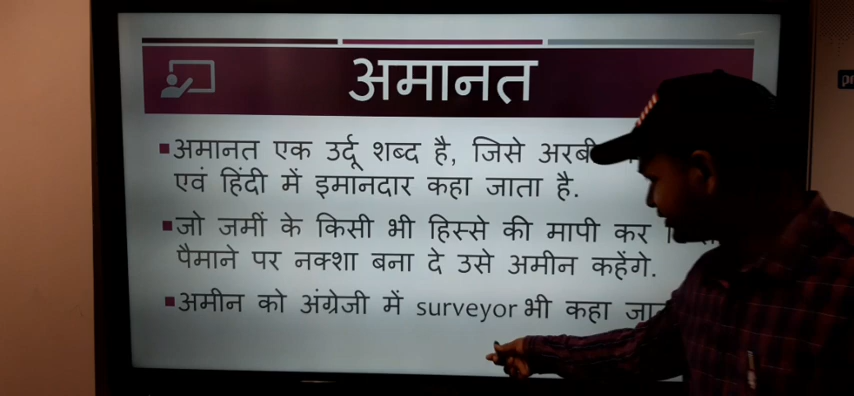 अमानत
अमानत एक उर्दू शब्द है, जिसे अरबी
एवं हिंदी में इमानदार कहा जाता है.
जो जमीं के किसी भी हिस्से की मापी कर
पैमाने पर नक्शा बना दे उसे अमीन कहेंगे.
अमीन को अंग्रेजी में surveyor भी कहा